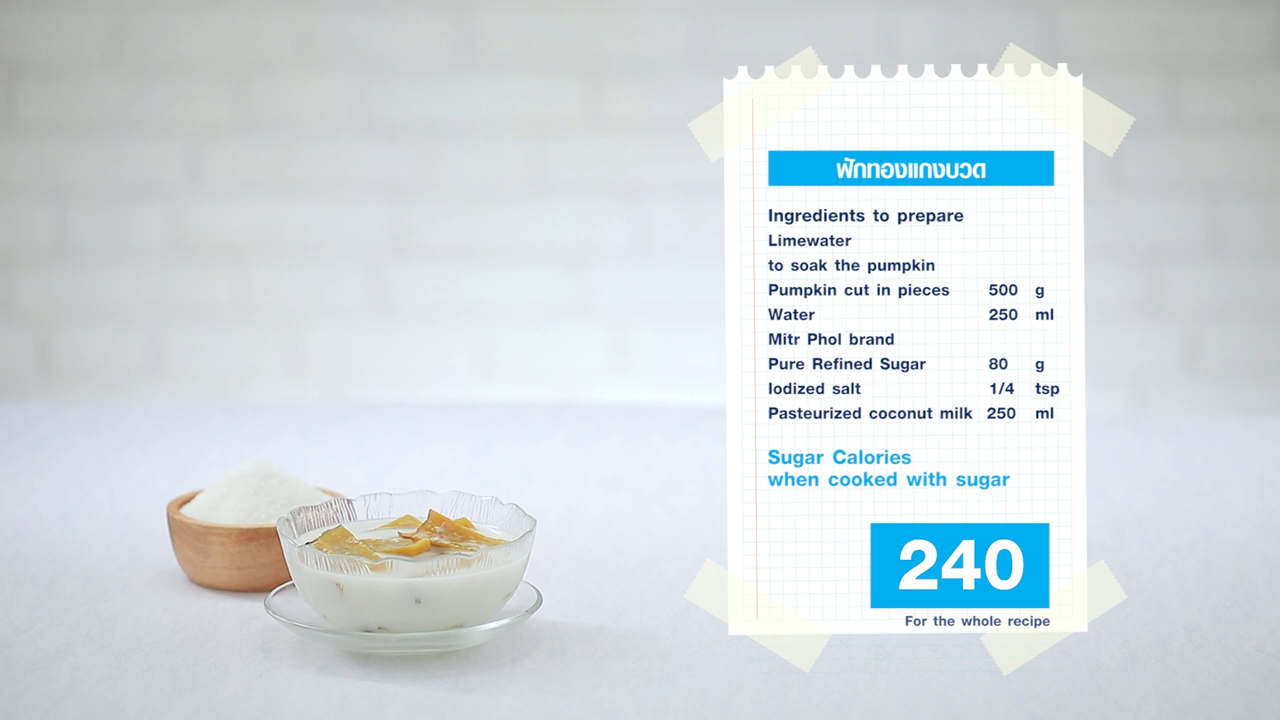 ฟักทองแกงบวด
Ingredients to prepare
Limewater
to soak the pumpkin
Pumpkin cut in pieces 500 g
Water 250 ml
Mitr Phol brand
Pure Refined Sugar 80 g
Iodized salt 1/4 tsp
Pasteurized coconut milk 250 ml
Sugar Calories
when cooked with sugar
240
For the whole recipe